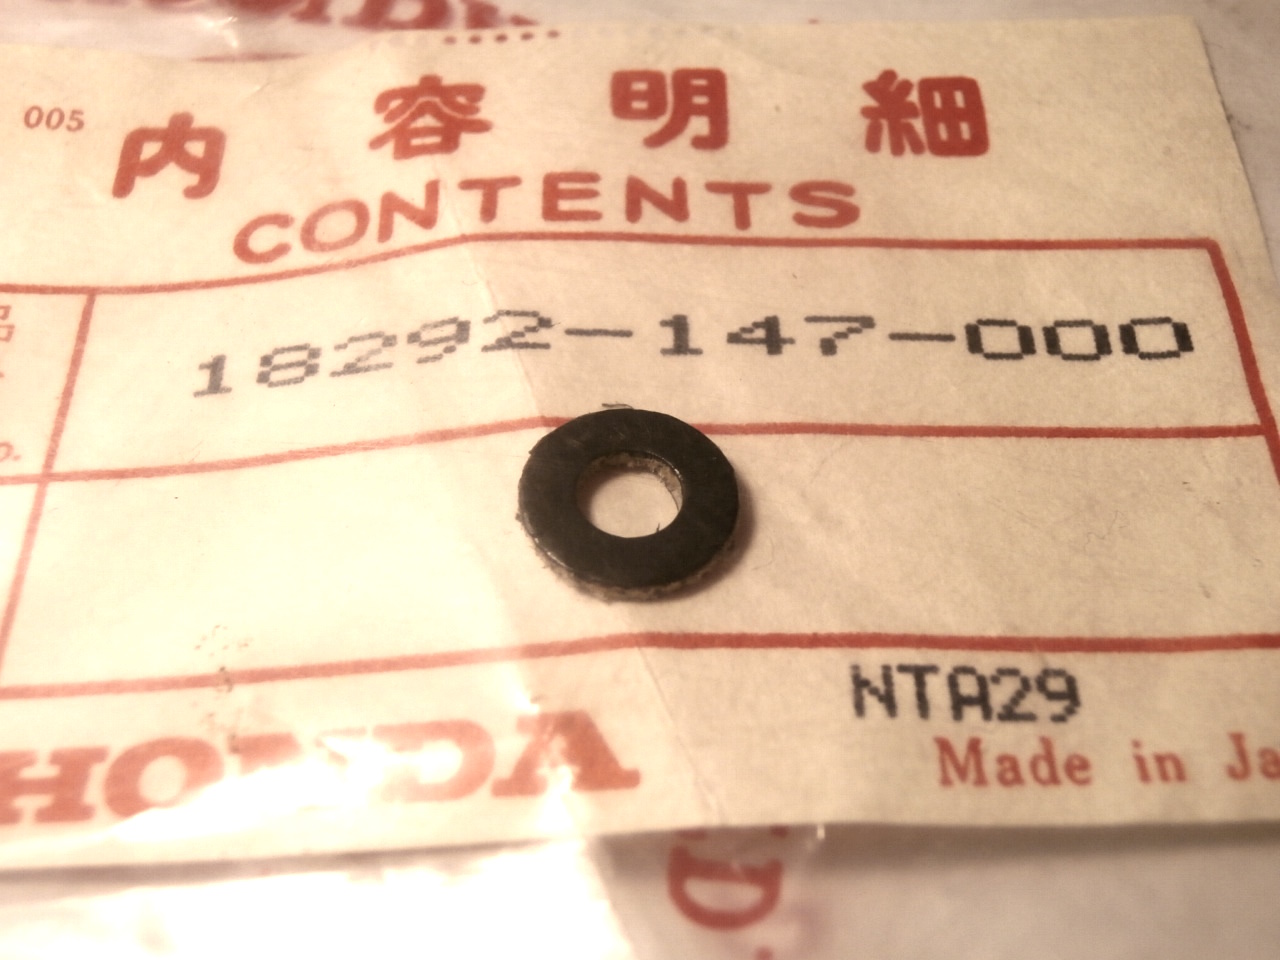 005
内容明細
CONTENTS
18292-147-000
NTA29
HONDA
Made in Ja